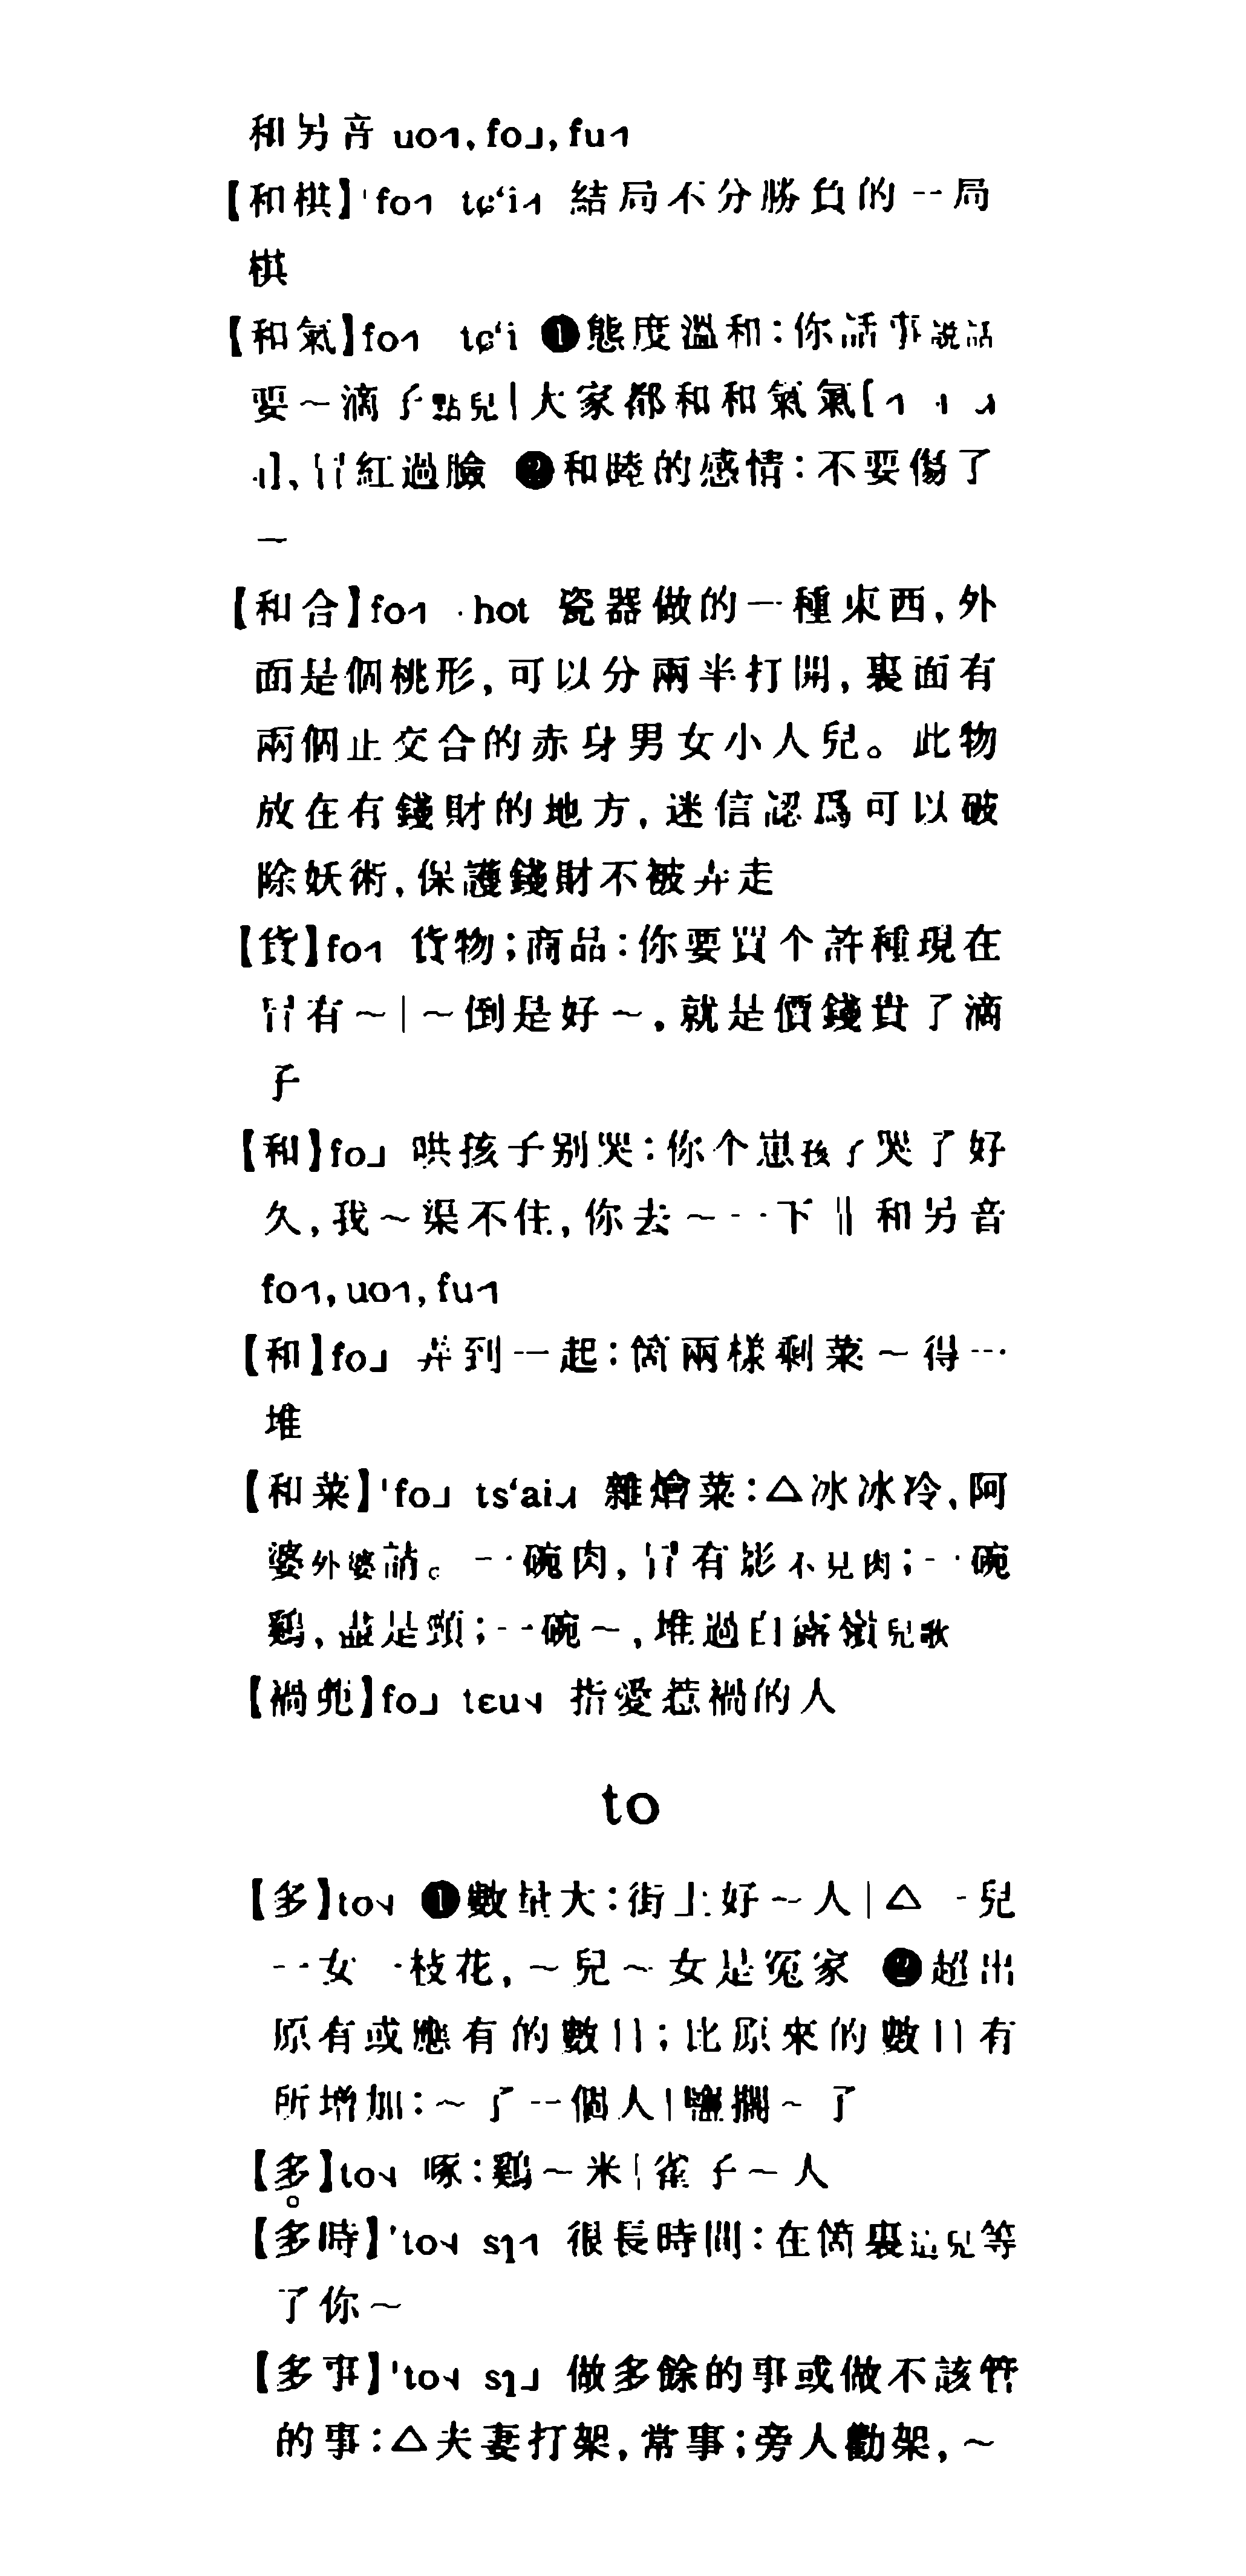 和另音 uo˧, fo˩, fu˧
【和棋】ˈfo˧ tɕʻi˧ 結局不分勝負的一局
棋
【和氣】fo˧ tɕʻi ❶態度溫和：你話事說話
要～滴子點兒|大家都和和氣氣[
紅過臉 ❷和睦的感情：不要傷了
～
【和合】fo˧ ·hot 瓷器做的一種東西，外
面是個桃形，可以分兩半打開，裏面有
兩個正交合的赤身男女小人兒。此物
放在有錢財的地方，迷信認爲可以破
除妖術，保護錢財不被弄走
【貨】fo˧ 貨物；商品：你要買个許種現在
冇有～|～倒是好～，就是價錢貴了滴
子
【和】fo˩ 哄孩子别哭：你个崽孩子哭了好
久，我～渠不住，你去～一下 ‖ 和另音
fo˧, uo˧, fu˧
【和】fo˩ 弄到一起：箇兩樣剩菜～得一
堆
【和菜】ˈfo˩ tsʻai˨ 雜燴菜：△冰冰冷，阿
婆外婆請。一碗肉，冇有影不見肉；一碗
鷄，盡是頸；一碗～，堆過白露嶺兒歌
【禍兜】fo˩ tɛu˨ 指愛惹禍的人
to
【多】to˨ ❶數量大：街上好～人|△一兒
一女一枝花，～兒～女是冤家 ❷超出
原有或應有的數目；比原來的數目有
所增加：～了一個人|鹽擱～了
【多】to˨ 啄：鷄～米|雀子～人
【多時】ˈto˨ sɿ˧ 很長時間：在箇裏這兒等
了你～
【多事】ˈto˨ sɿ˩ 做多餘的事或做不該管
的事：△夫妻打架，常事；旁人勸架，～